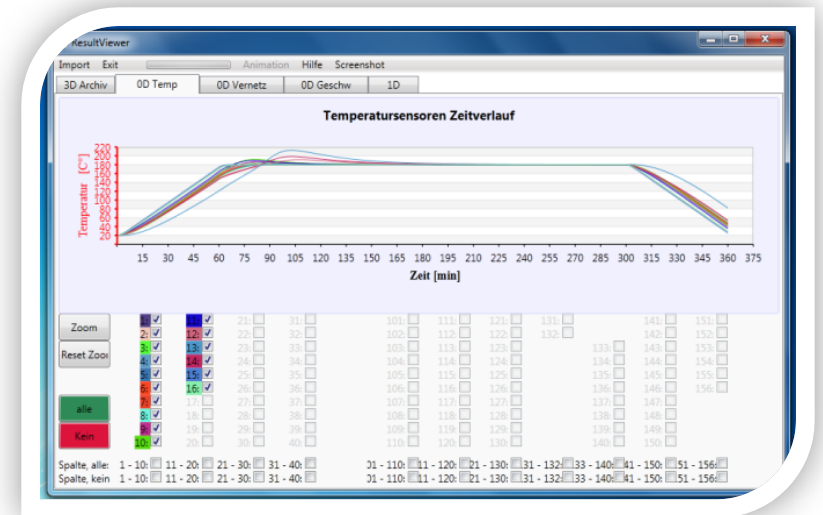 ResultViewer
Import Exit Animation Hilfe Screenshot
3D Archiv 0D Temp 0D Vernetz 0D Geschw 1D
Temperatursensoren Zeitverlauf
Temperatur [C°]
220
200
180
160
140
120
100
80
60
40
20
15 30 45 60 75 90 105 120 135 150 165 180 195 210 225 240 255 270 285 300 315 330 345 360 375
Zeit [min]
Zoom
Reset Zoo
alle
Kein
1: 11: 21: 31: 101: 111: 121: 131: 141: 151:
2: 12: 22: 32: 102: 112: 122: 132: 142: 152:
3: 13: 23: 33: 103: 113: 123: 133: 143: 153:
4: 14: 24: 34: 104: 114: 124: 134: 144: 154:
5: 15: 25: 35: 105: 115: 125: 135: 145: 155:
6: 16: 26: 36: 106: 116: 126: 136: 146: 156:
7: 17: 27: 37: 107: 117: 127: 137: 147:
8: 18: 28: 38: 108: 118: 128: 138: 148:
9: 19: 29: 39: 109: 119: 129: 139: 149:
10: 20: 30: 40: 110: 120: 130: 140: 150:
Spalte, alle: 1 - 10: 11 - 20: 21 - 30: 31 - 40: 01 - 110: 11 - 120: 21 - 130: 31 - 132: 33 - 140: 41 - 150: 51 - 156:
Spalte, kein 1 - 10: 11 - 20: 21 - 30: 31 - 40: 01 - 110: 11 - 120: 21 - 130: 31 - 132: 33 - 140: 41 - 150: 51 - 156: